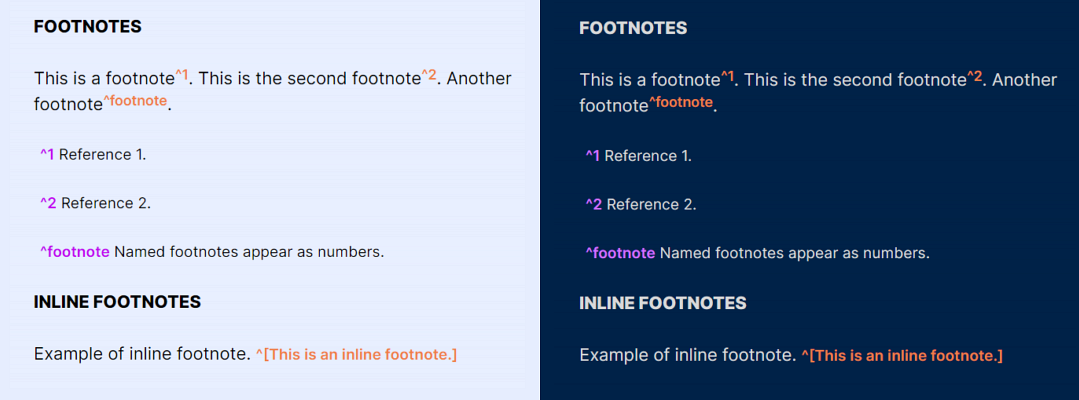 FOOTNOTES
This is a footnote^1. This is the second footnote^2. Another
footnote^footnote.
^1 Reference 1.
^2 Reference 2.
^footnote Named footnotes appear as numbers.
INLINE FOOTNOTES
Example of inline footnote. ^[This is an inline footnote.]
FOOTNOTES
This is a footnote^1. This is the second footnote^2. Another
footnote^footnote.
^1 Reference 1.
^2 Reference 2.
^footnote Named footnotes appear as numbers.
INLINE FOOTNOTES
Example of inline footnote. ^[This is an inline footnote.]